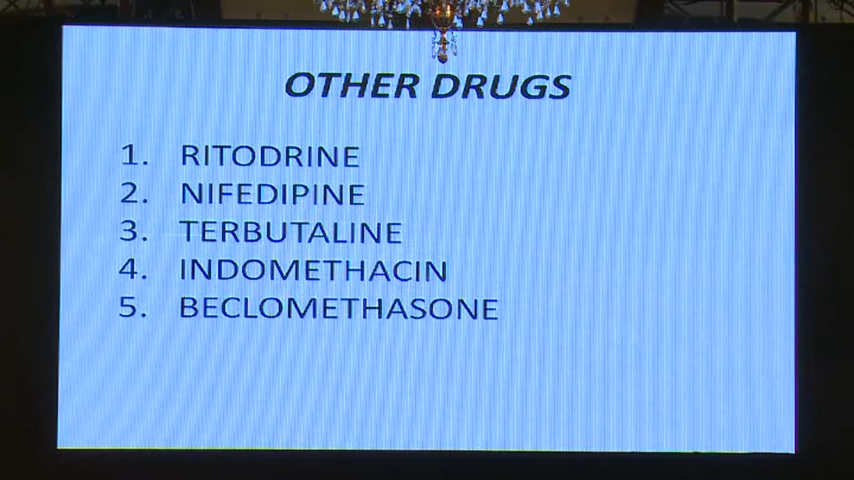 OTHER DRUGS
1. RITODRINE
2. NIFEDIPINE
3. TERBUTALINE
4. INDOMETHACIN
5. BECLOMETHASONE